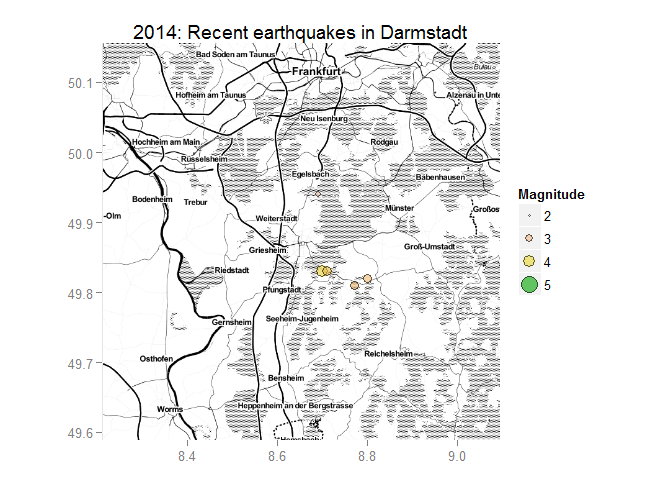 2014: Recent earthquakes in Darmstadt
Bad Soden am Taunus
Frankfurt
50.1
Hofheim am Taunus
Alzenau in Unte
Neu Isenburg
Hochheim am Main
Rodgau
50.0
Rüsselsheim
Egelsbach
Babenhausen
Bodenheim
Trebur
Münster
Großos
-Olm
Weiterstadt
49.9
Griesheim
Groß-Umstadt
Riedstadt
49.8
Pfungstadt
Gernsheim
Seeheim-Jugenheim
49.7
Osthofen
Reichelsheim
Bensheim
Worms
Heppenheim an der Bergstrasse
49.6
8.4
8.6
8.8
9.0
Magnitude
2
3
4
5